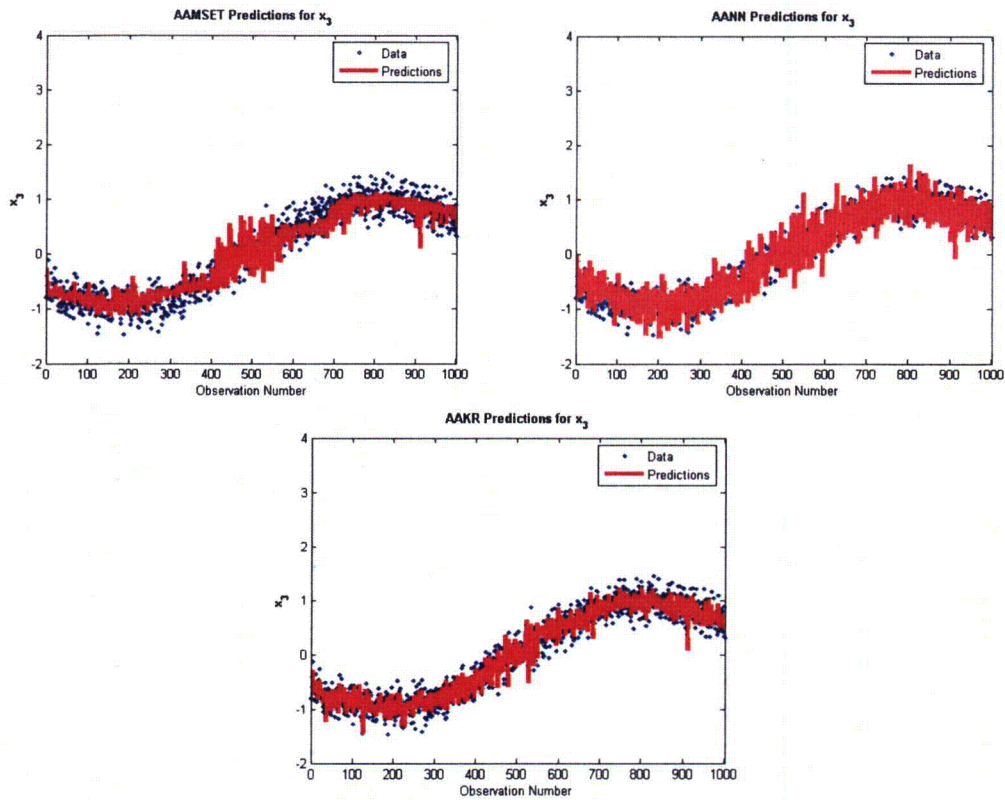 AAMSET Predictions for x3
4
3
2
1
0
-1
-2
x3
Data
Predictions
0 100 200 300 400 500 600 700 800 900 1000
Observation Number
AANN Predictions for x3
4
3
2
1
0
-1
-2
x3
Data
Predictions
0 100 200 300 400 500 600 700 800 900 1000
Observation Number
AAKR Predictions for x3
4
3
2
1
0
-1
-2
x3
Data
Predictions
0 100 200 300 400 500 600 700 800 900 1000
Observation Number